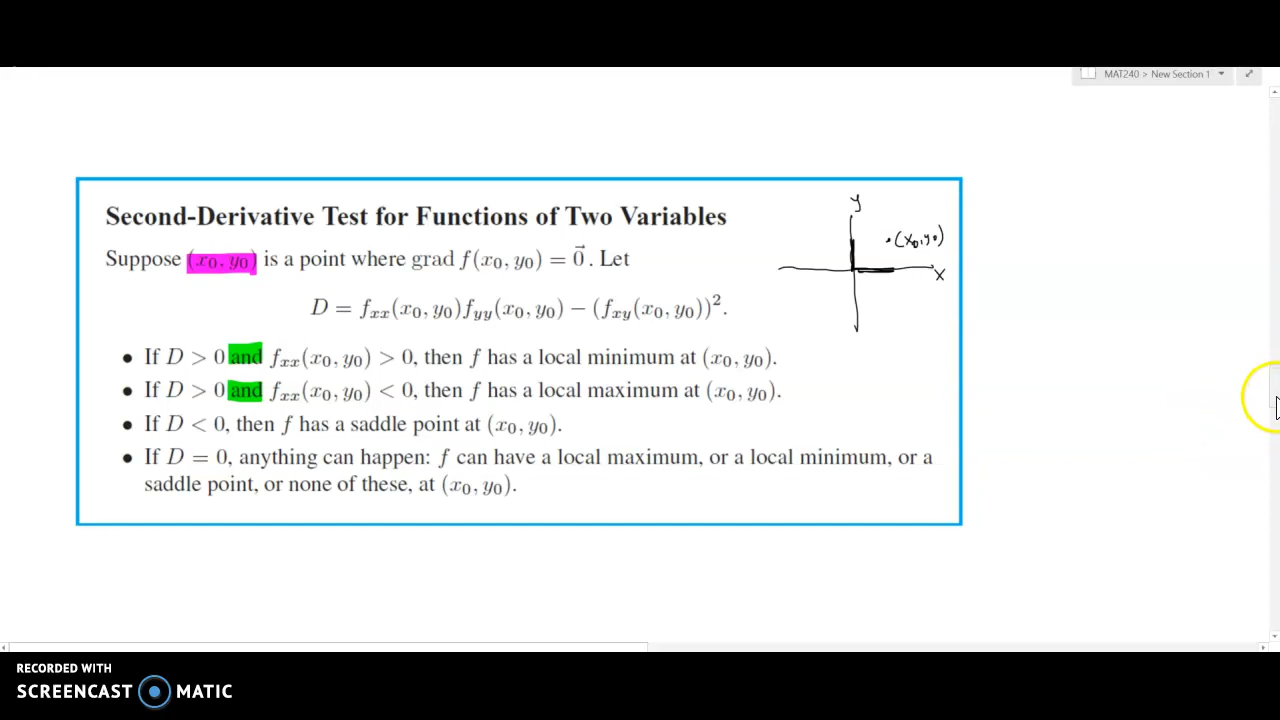 MAT240 > New Section 1
Second-Derivative Test for Functions of Two Variables
Suppose (x₀, y₀) is a point where grad f(x₀, y₀) = 0⃗. Let
D = fₓₓ(x₀, y₀)f_yy(x₀, y₀) − (f_xy(x₀, y₀))².
• If D > 0 and fₓₓ(x₀, y₀) > 0, then f has a local minimum at (x₀, y₀).
• If D > 0 and fₓₓ(x₀, y₀) < 0, then f has a local maximum at (x₀, y₀).
• If D < 0, then f has a saddle point at (x₀, y₀).
• If D = 0, anything can happen: f can have a local maximum, or a local minimum, or a
saddle point, or none of these, at (x₀, y₀).
y
(x₀, y₀)
x
RECORDED WITH
SCREENCAST MATIC